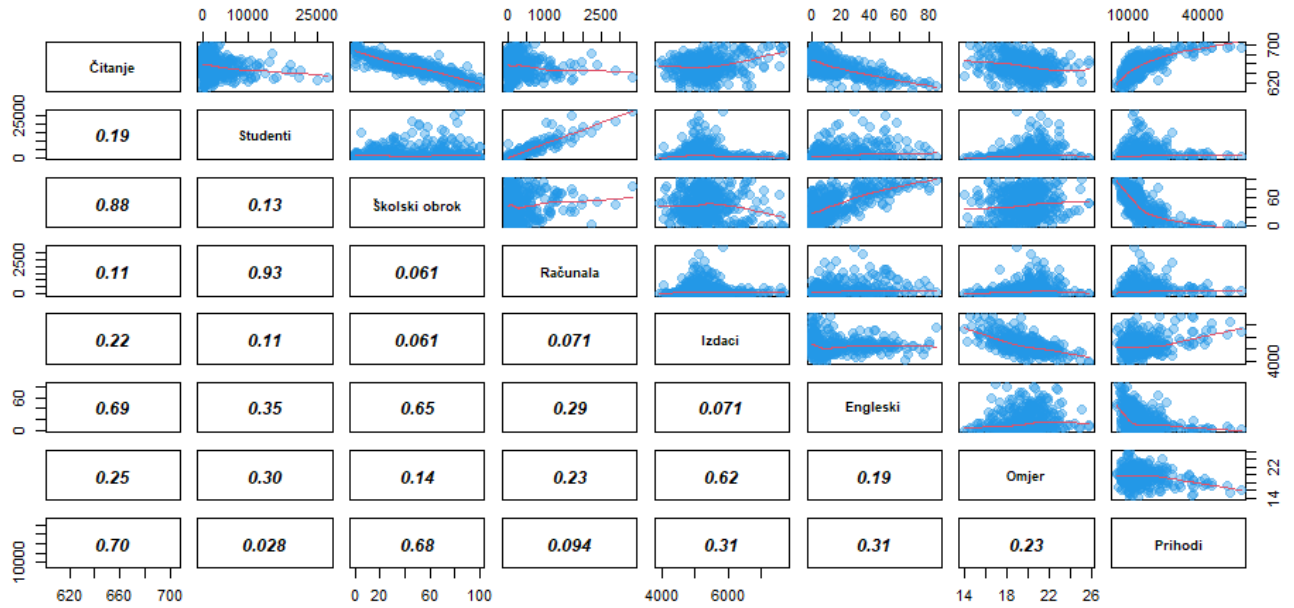 0 10000 25000 0 1000 2500 0 20 40 60 80 10000 40000
Čitanje 620 700
0 25000 0.19 Studenti
0.88 0.13 Školski obrok 0 60
0 2500 0.11 0.93 0.061 Računala
0.22 0.11 0.061 0.071 Izdaci 4000
0 60 0.69 0.35 0.65 0.29 0.071 Engleski
0.25 0.30 0.14 0.23 0.62 0.19 Omjer 14 22
10000 0.70 0.028 0.68 0.094 0.31 0.31 0.23 Prihodi
620 660 700 0 20 60 100 4000 6000 14 18 22 26